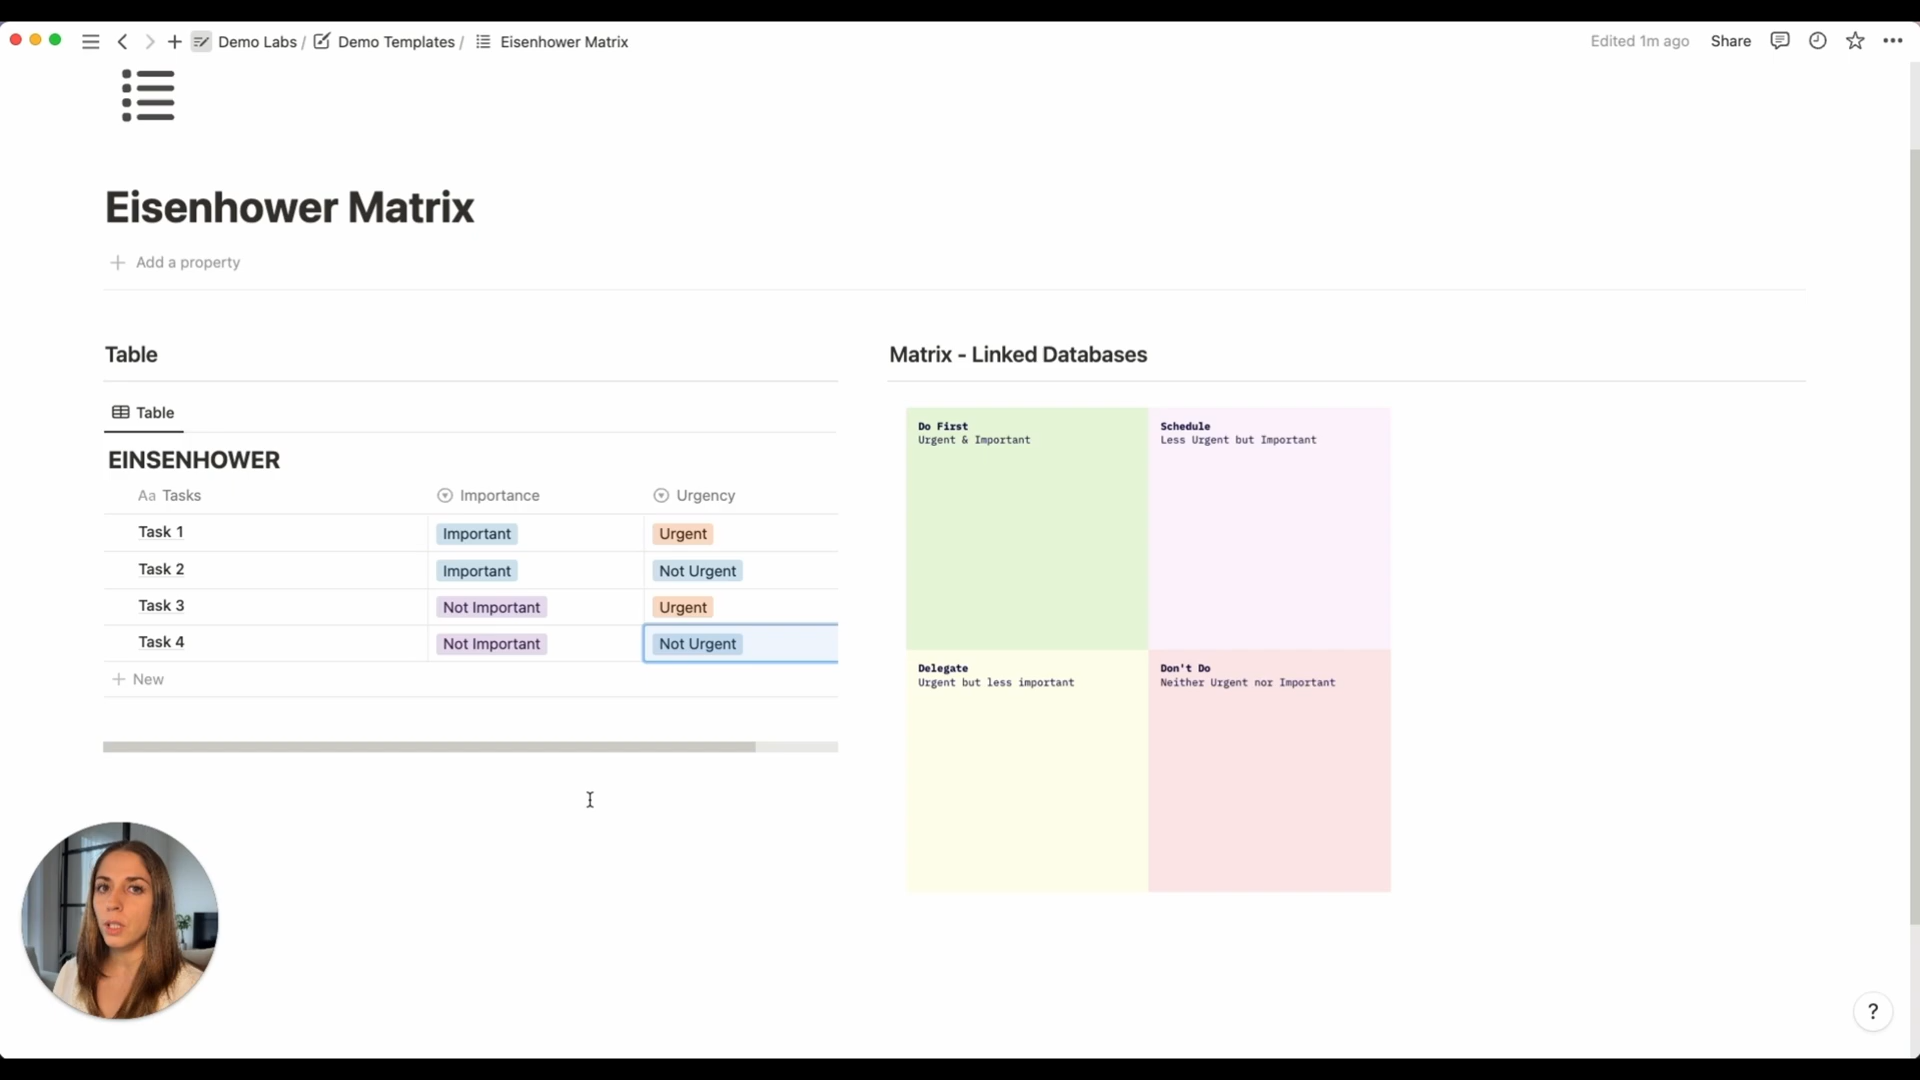 Demo Labs / Demo Templates / Eisenhower Matrix
Edited 1m ago Share
Eisenhower Matrix
Add a property
Table
Table
EINSENHOWER
Aa Tasks Importance Urgency
Task 1 Important Urgent
Task 2 Important Not Urgent
Task 3 Not Important Urgent
Task 4 Not Important Not Urgent
New
Matrix - Linked Databases
Do First
Urgent & Important
Schedule
Less Urgent but Important
Delegate
Urgent but less important
Don't Do
Neither Urgent nor Important
?